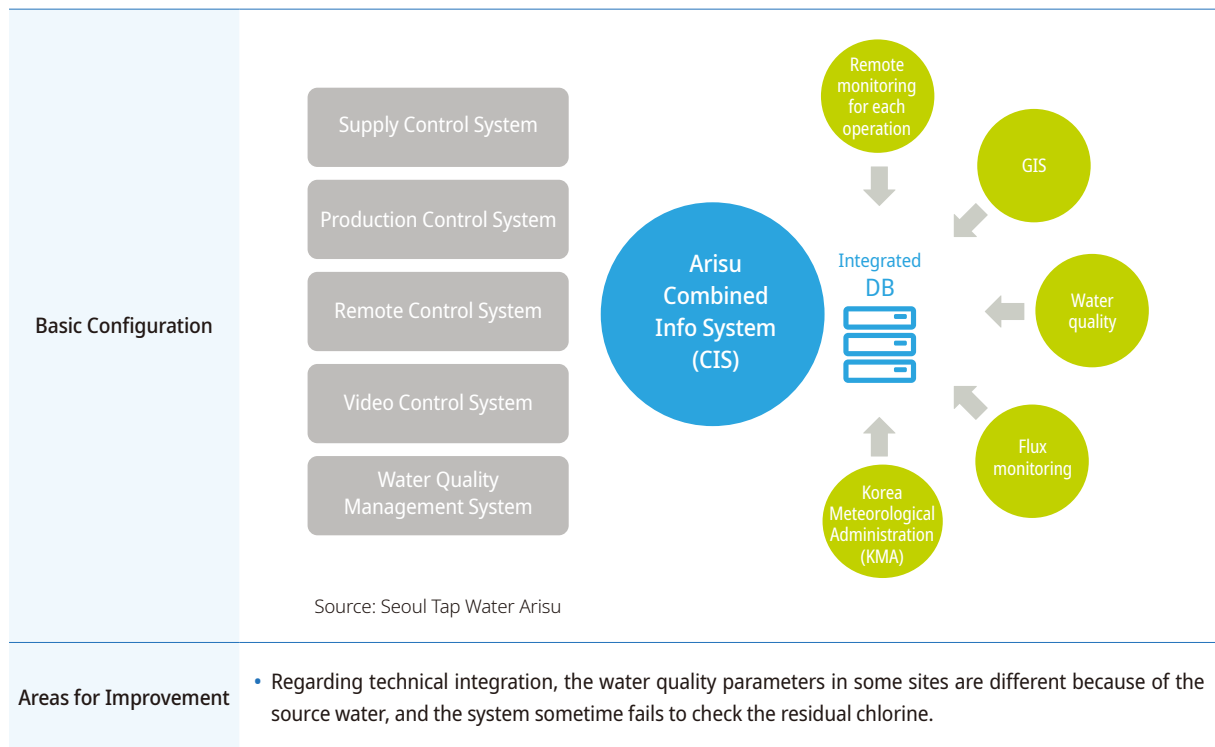 Basic Configuration
Supply Control System
Production Control System
Remote Control System
Video Control System
Water Quality
Management System
Arisu
Combined
Info System
(CIS)
Integrated
DB
Remote
monitoring
for each
operation
GIS
Water
quality
Flux
monitoring
Korea
Meteorological
Administration
(KMA)
Source: Seoul Tap Water Arisu
Areas for Improvement
• Regarding technical integration, the water quality parameters in some sites are different because of the
source water, and the system sometime fails to check the residual chlorine.